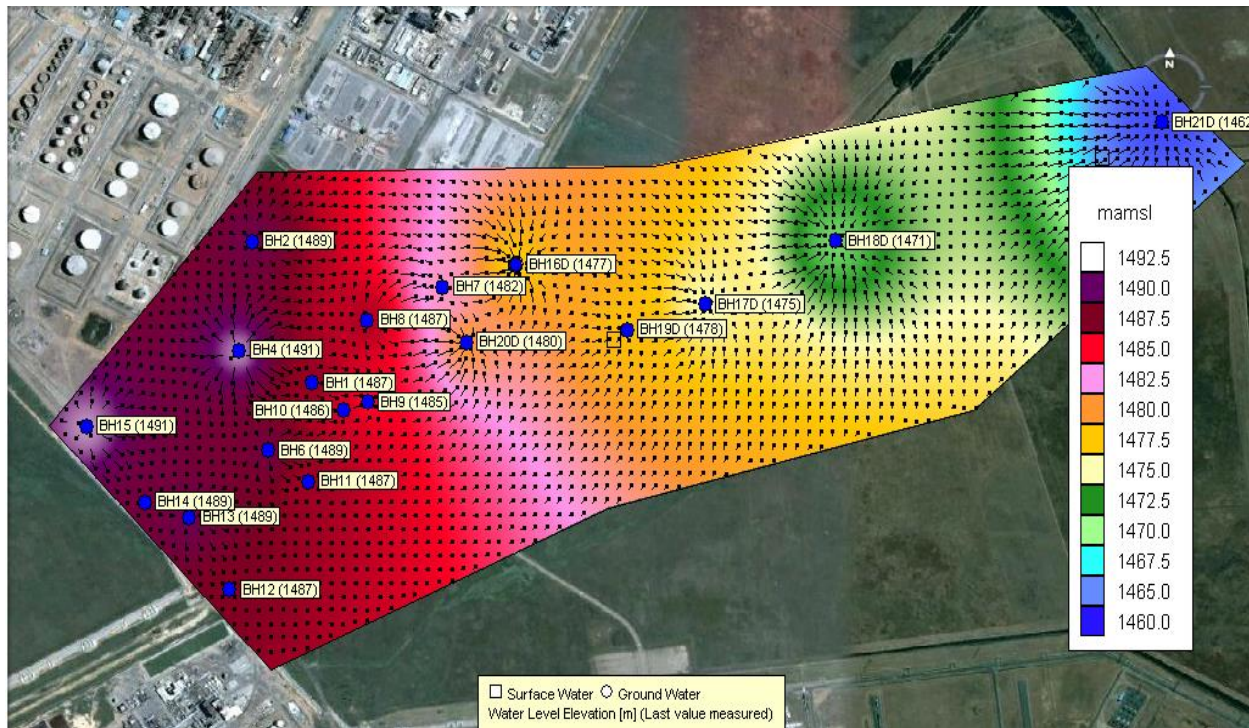 N
BH21D (1462
BH2 (1489)
BH18D (1471)
BH16D (1477)
BH7 (1482)
BH17D (1475)
BH8 (1487)
BH19D (1478)
BH20D (1480)
BH4 (1491)
BH1 (1487)
BH9 (1485)
BH10 (1486)
BH15 (1491)
BH6 (1489)
BH11 (1487)
BH14 (1489)
BH13 (1489)
BH12 (1487)
mamsl
1492.5
1490.0
1487.5
1485.0
1482.5
1480.0
1477.5
1475.0
1472.5
1470.0
1467.5
1465.0
1460.0
Surface Water Ground Water
Water Level Elevation [m] (Last value measured)